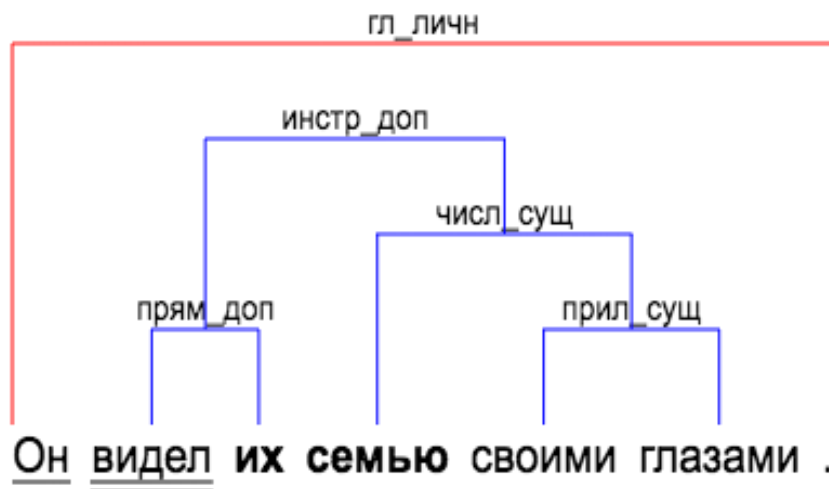 гл_личн
инстр_доп
числ_сущ
прям_доп прил_сущ
Он видел их семью своими глазами .